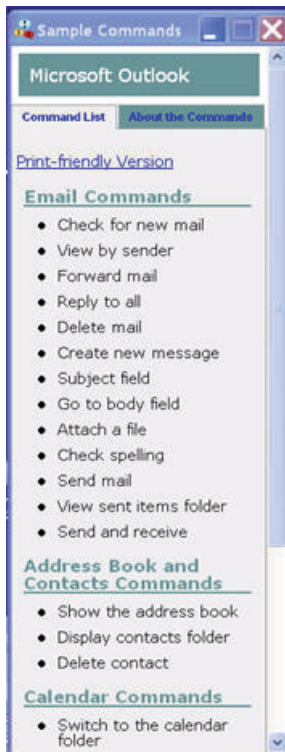 Sample Commands
Microsoft Outlook
Command List About the Commands
Print-friendly Version
Email Commands
Check for new mail
View by sender
Forward mail
Reply to all
Delete mail
Create new message
Subject field
Go to body field
Attach a file
Check spelling
Send mail
View sent items folder
Send and receive
Address Book and
Contacts Commands
Show the address book
Display contacts folder
Delete contact
Calendar Commands
Switch to the calendar
folder